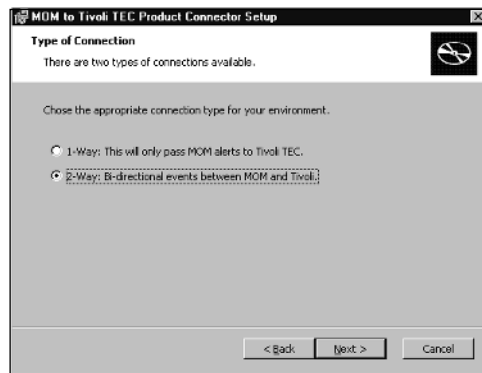 MOM to Tivoli TEC Product Connector Setup
Type of Connection
There are two types of connections available.
Chose the appropriate connection type for your environment.
1-Way: This will only pass MOM alerts to Tivoli TEC.
2-Way: Bi-directional events between MOM and Tivoli.
< Back Next > Cancel